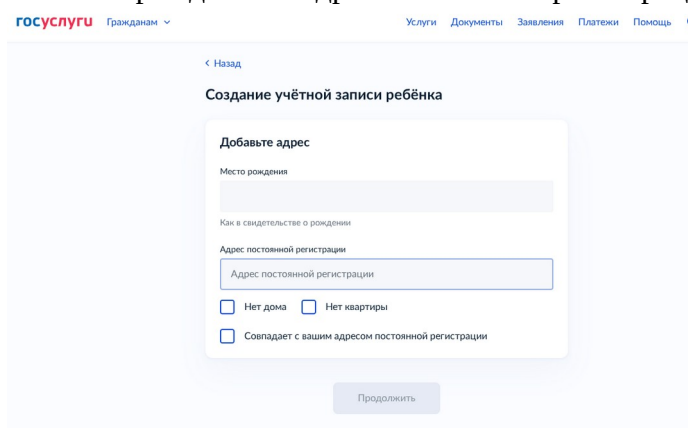 госуслуги Гражданам Услуги Документы Заявления Платежи Помощь
Назад
Создание учётной записи ребёнка
Добавьте адрес
Место рождения
Как в свидетельстве о рождении
Адрес постоянной регистрации
Адрес постоянной регистрации
Нет дома Нет квартиры
Совпадает с вашим адресом постоянной регистрации
Продолжить